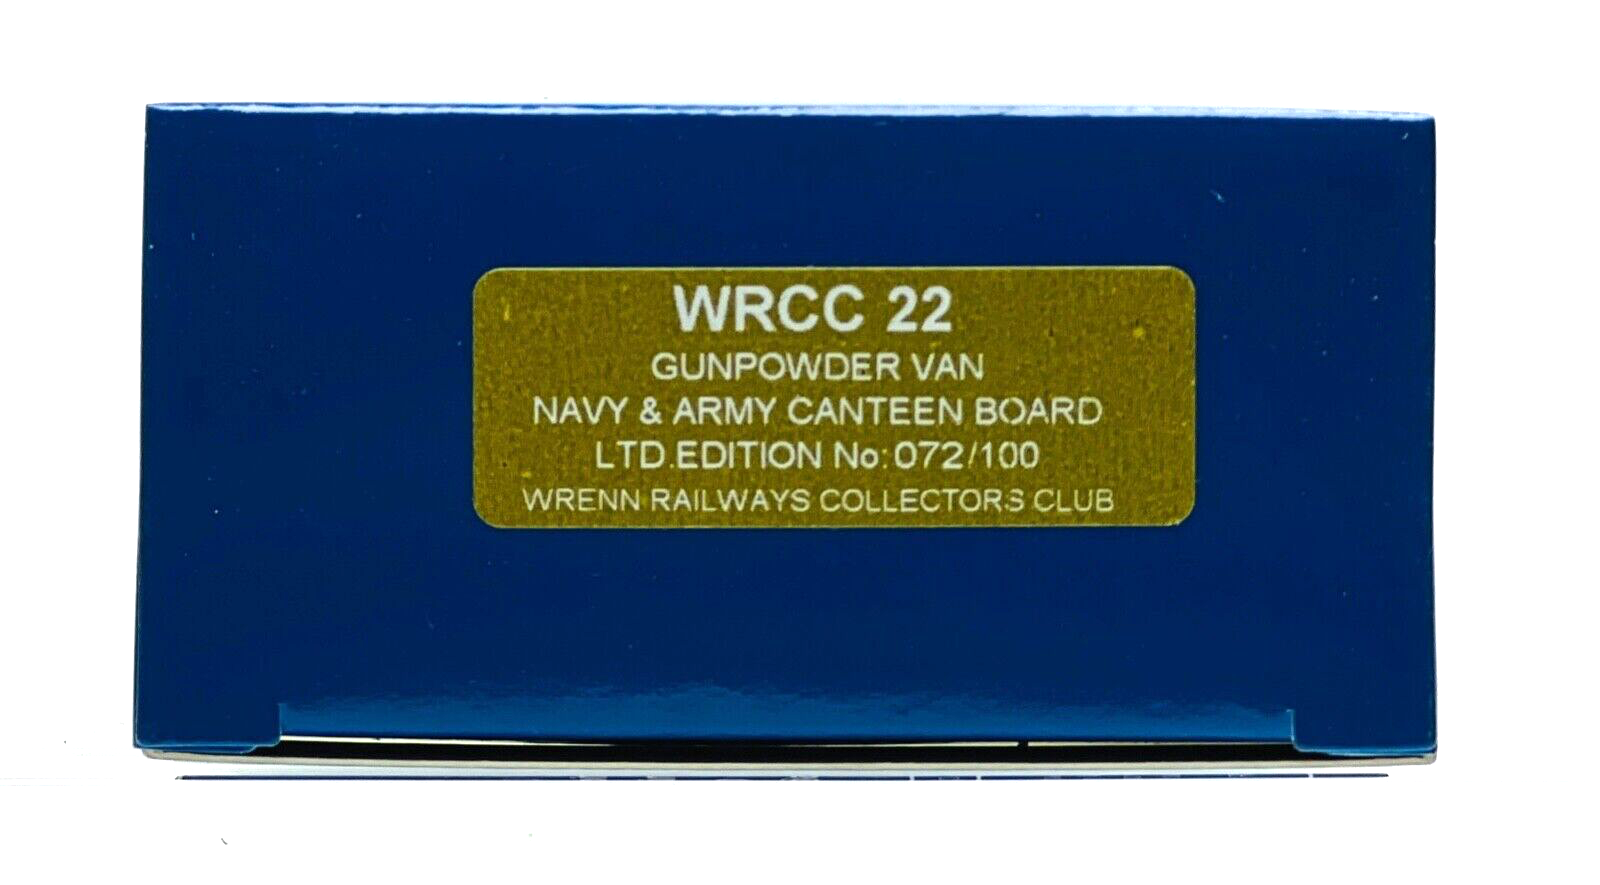 WRCC 22
GUNPOWDER VAN
NAVY & ARMY CANTEEN BOARD
LTD.EDITION No:072/100
WRENN RAILWAYS COLLECTORS CLUB